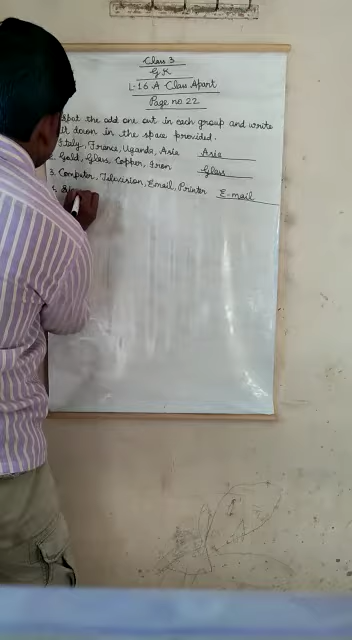 Class 3
G.K
L-16 A Class Apart
Page no. 22
Spot the odd one out in each group and write
it down in the space provided.
Italy, France, Uganda, Asia Asia
Gold, Glass, Copper, Iron Glass
3. Computer, Television, Email, Printer E-mail
4.